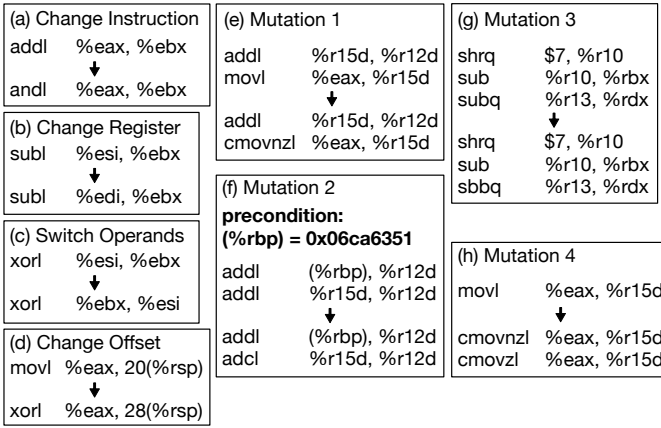 (a) Change Instruction
addl %eax, %ebx
andl %eax, %ebx
(b) Change Register
subl %esi, %ebx
subl %edi, %ebx
(c) Switch Operands
xorl %esi, %ebx
xorl %ebx, %esi
(d) Change Offset
movl %eax, 20(%rsp)
xorl %eax, 28(%rsp)
(e) Mutation 1
addl %r15d, %r12d
movl %eax, %r15d
addl %r15d, %r12d
cmovnzl %eax, %r15d
(f) Mutation 2
precondition:
(%rbp) = 0x06ca6351
addl (%rbp), %r12d
addl %r15d, %r12d
addl (%rbp), %r12d
adcl %r15d, %r12d
(g) Mutation 3
shrq $7, %r10
sub %r10, %rbx
subq %r13, %rdx
shrq $7, %r10
sub %r10, %rbx
sbbq %r13, %rdx
(h) Mutation 4
movl %eax, %r15d
cmovnzl %eax, %r15d
cmovzl %eax, %r15d